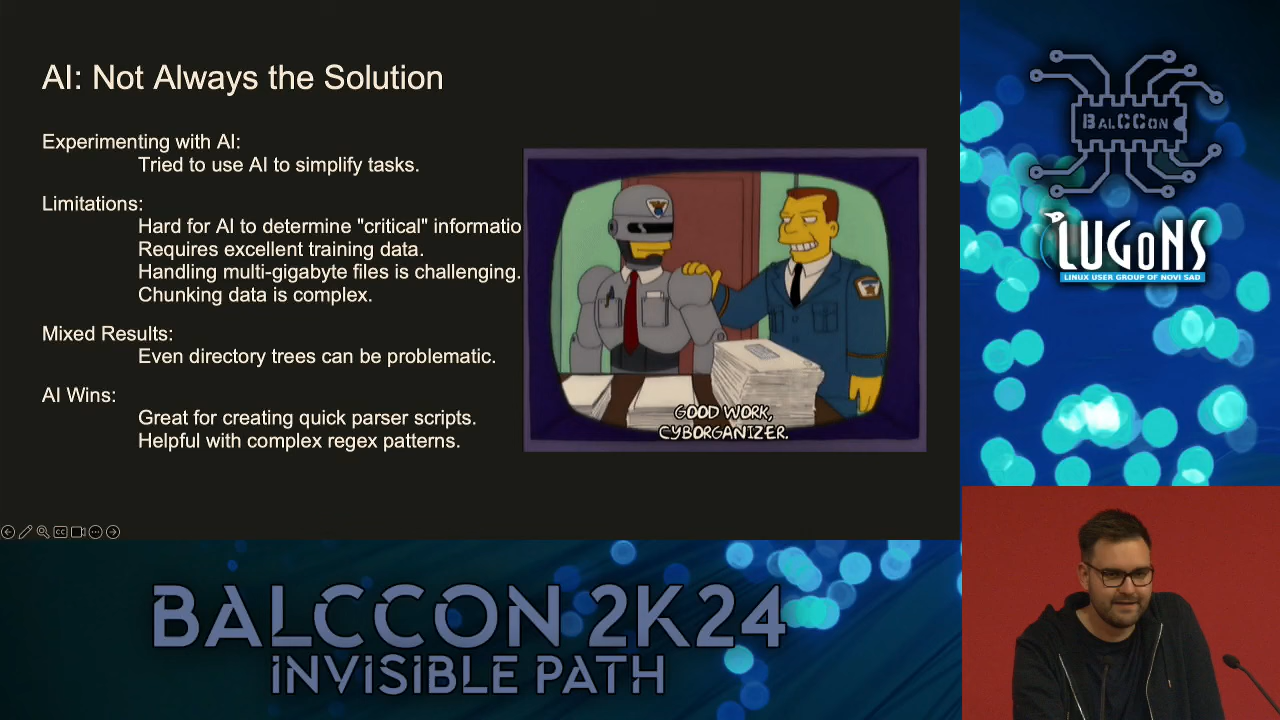 AI: Not Always the Solution
Experimenting with AI:
Tried to use AI to simplify tasks.
Limitations:
Hard for AI to determine "critical" informatio
Requires excellent training data.
Handling multi-gigabyte files is challenging.
Chunking data is complex.
Mixed Results:
Even directory trees can be problematic.
AI Wins:
Great for creating quick parser scripts.
Helpful with complex regex patterns.
GOOD WORK,
CYBORGANIZER.
CC
BALCCON
LUGoNS
LINUX USER GROUP OF NOVI SAD
BALCCON 2K24
iNViSiBLE PATH